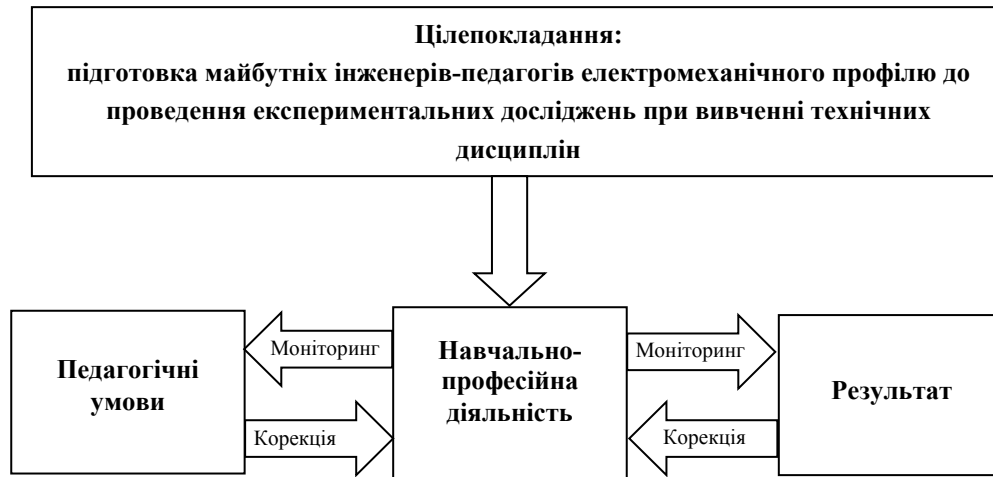 Цілепокладання:
підготовка майбутніх інженерів-педагогів електромеханічного профілю до
проведення експериментальних досліджень при вивченні технічних
дисциплін
Педагогічні
умови
Моніторинг
Корекція
Навчально-
професійна
діяльність
Моніторинг
Корекція
Результат